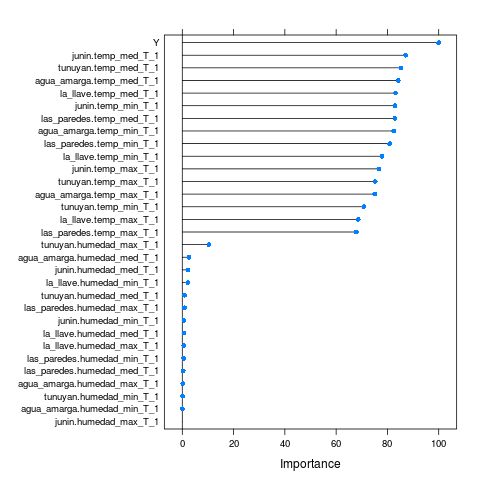 Y
junin.temp_med_T_1
tunuyan.temp_med_T_1
agua_amarga.temp_med_T_1
la_llave.temp_med_T_1
junin.temp_min_T_1
las_paredes.temp_med_T_1
agua_amarga.temp_min_T_1
las_paredes.temp_min_T_1
la_llave.temp_min_T_1
junin.temp_max_T_1
tunuyan.temp_max_T_1
agua_amarga.temp_max_T_1
tunuyan.temp_min_T_1
la_llave.temp_max_T_1
las_paredes.temp_max_T_1
tunuyan.humedad_max_T_1
agua_amarga.humedad_med_T_1
junin.humedad_med_T_1
la_llave.humedad_min_T_1
tunuyan.humedad_med_T_1
las_paredes.humedad_max_T_1
junin.humedad_min_T_1
la_llave.humedad_med_T_1
la_llave.humedad_max_T_1
las_paredes.humedad_min_T_1
las_paredes.humedad_med_T_1
agua_amarga.humedad_max_T_1
tunuyan.humedad_min_T_1
agua_amarga.humedad_min_T_1
junin.humedad_max_T_1
0 20 40 60 80 100
Importance